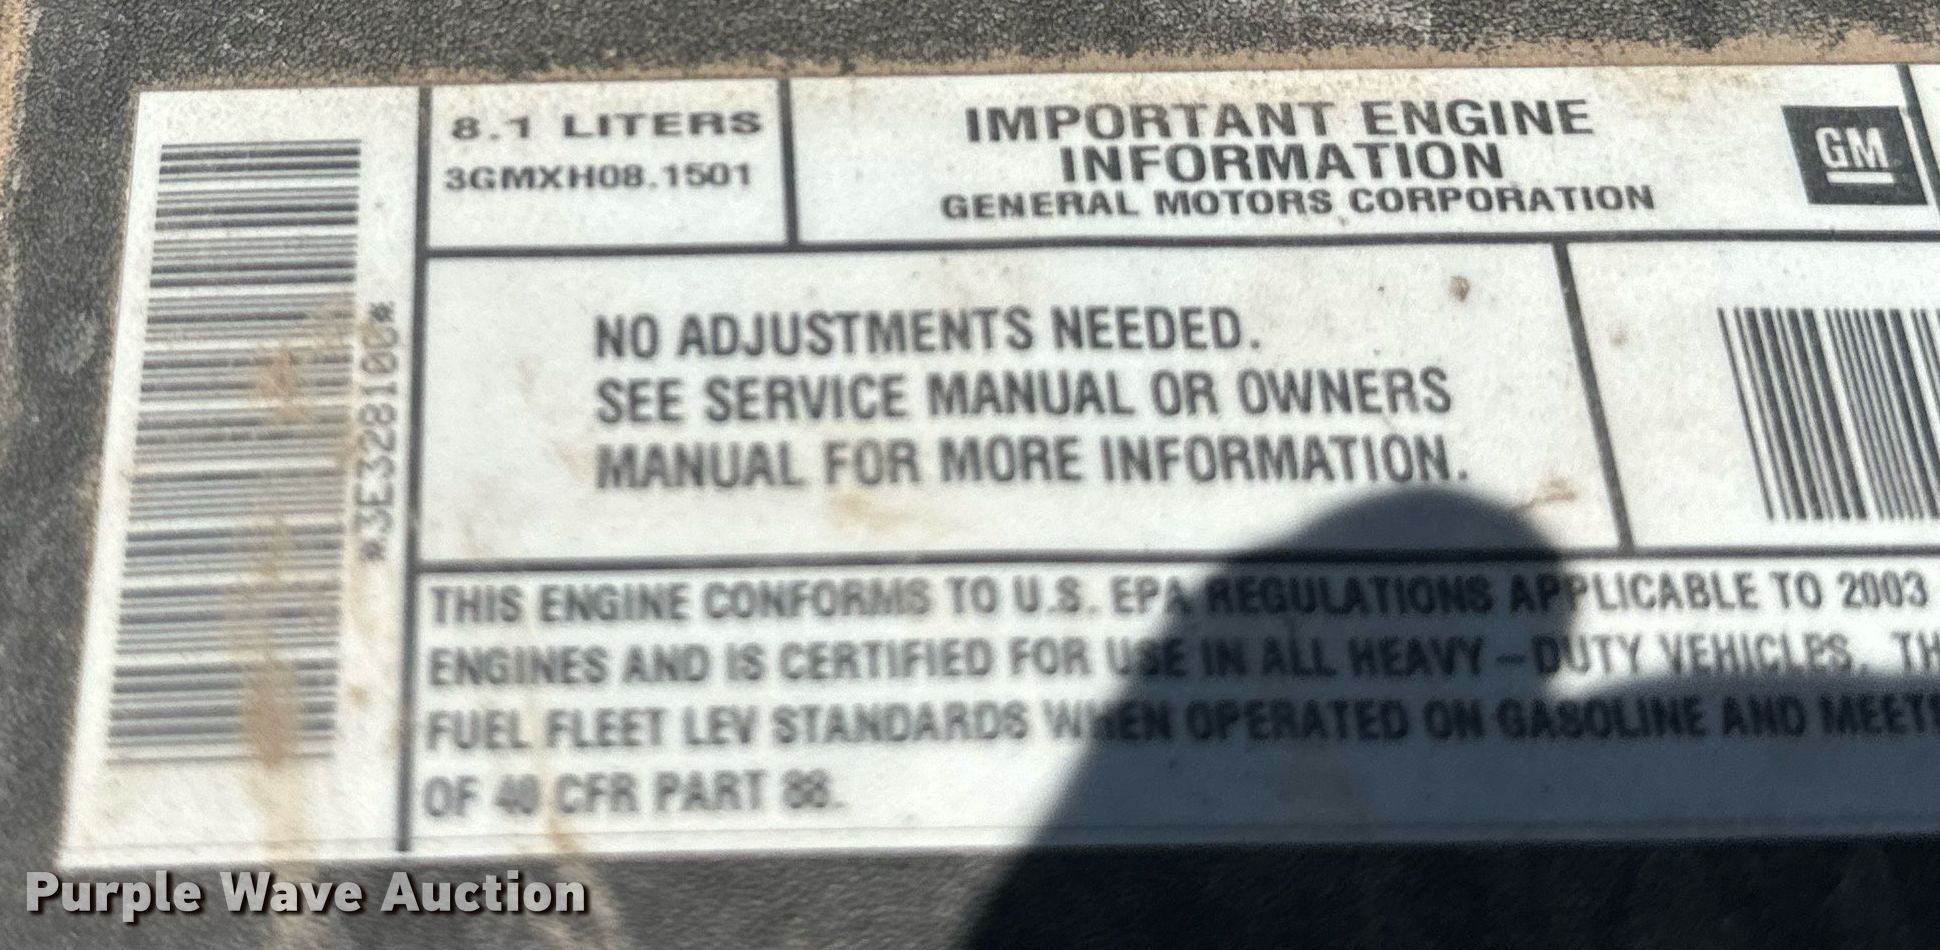 8.1 LITERS
3GMXH08.1501
IMPORTANT ENGINE
INFORMATION
GENERAL MOTORS CORPORATION
GM
*3E328100*
NO ADJUSTMENTS NEEDED.
SEE SERVICE MANUAL OR OWNERS
MANUAL FOR MORE INFORMATION.
THIS ENGINE CONFORMS TO U.S. EPA REGULATIONS APPLICABLE TO 2003
ENGINES AND IS CERTIFIED FOR USE IN ALL HEAVY-DUTY VEHICLES. TH
FUEL FLEET LEV STANDARDS WHEN OPERATED ON GASOLINE AND MEETS
OF 40 CFR PART 88.
Purple Wave Auction